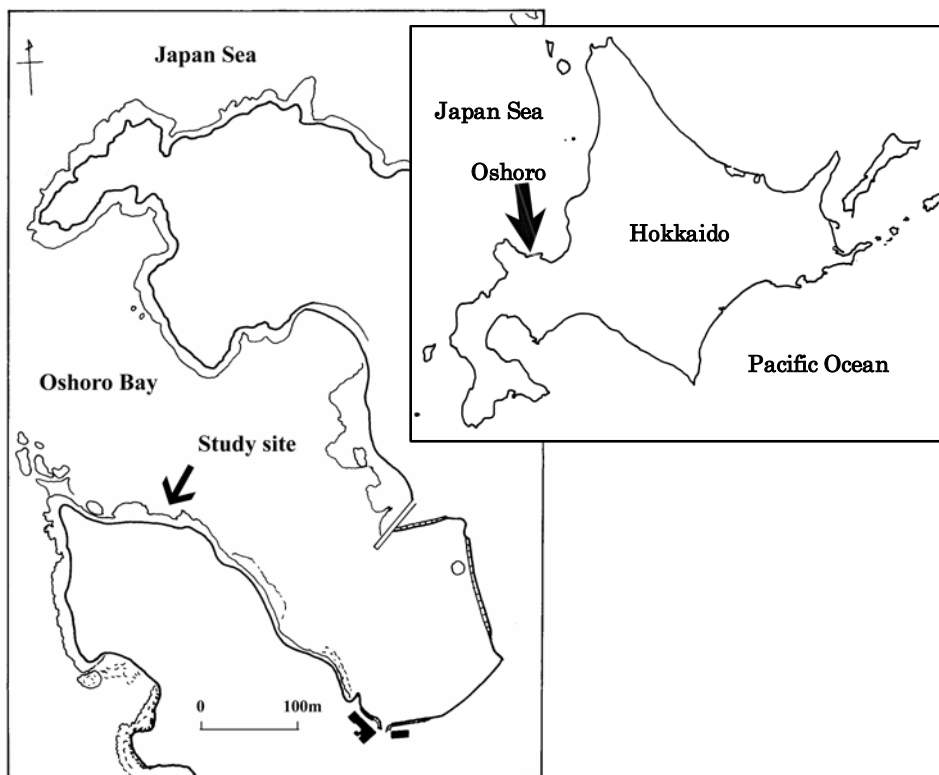 Japan Sea
Oshoro Bay
Study site
0 100m
Japan Sea
Oshoro
Hokkaido
Pacific Ocean